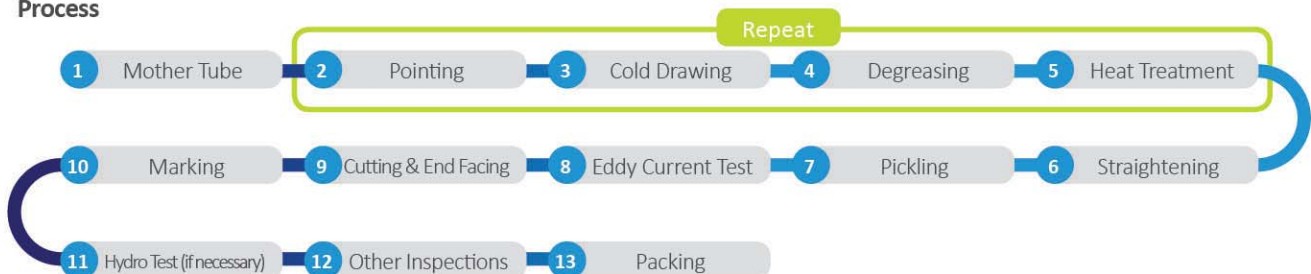 Process
Repeat
1 Mother Tube 2 Pointing 3 Cold Drawing 4 Degreasing 5 Heat Treatment
10 Marking 9 Cutting & End Facing 8 Eddy Current Test 7 Pickling 6 Straightening
11 Hydro Test (if necessary) 12 Other Inspections 13 Packing